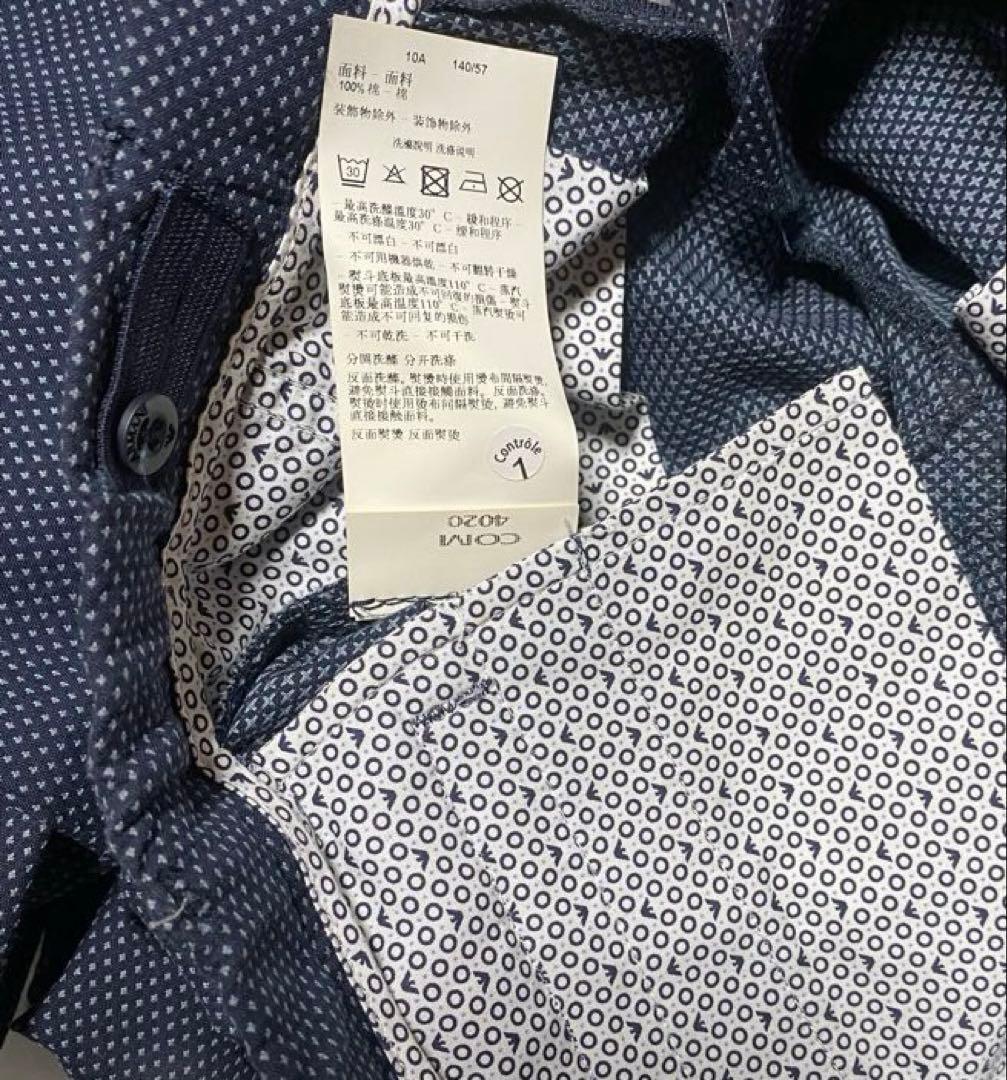 10A 140/57
面料 - 面料
100% 棉 - 棉
装飾物除外 - 装饰物除外
洗滌説明 洗涤说明
30
- 最高洗滌溫度30° C - 緩和程序 -
最高洗涤温度30° C - 缓和程序
- 不可漂白 - 不可漂白
- 不可用機器烘乾 - 不可翻转干燥
- 熨斗底板最高溫度110° C - 蒸汽
熨燙可能造成不可回復的損傷 - 熨斗
底板最高温度110° C - 蒸汽熨烫可
能造成不可回复的损伤
- 不可乾洗 - 不可干洗
分開洗滌 分开洗涤
反面洗滌, 熨燙時使用燙布間隔熨燙,
避免熨斗直接接觸面料。 反面洗涤,
熨烫时使用烫布间隔熨烫, 避免熨斗
直接接触面料。
反面熨燙 反面熨烫
Contrôle
1
COM
4020